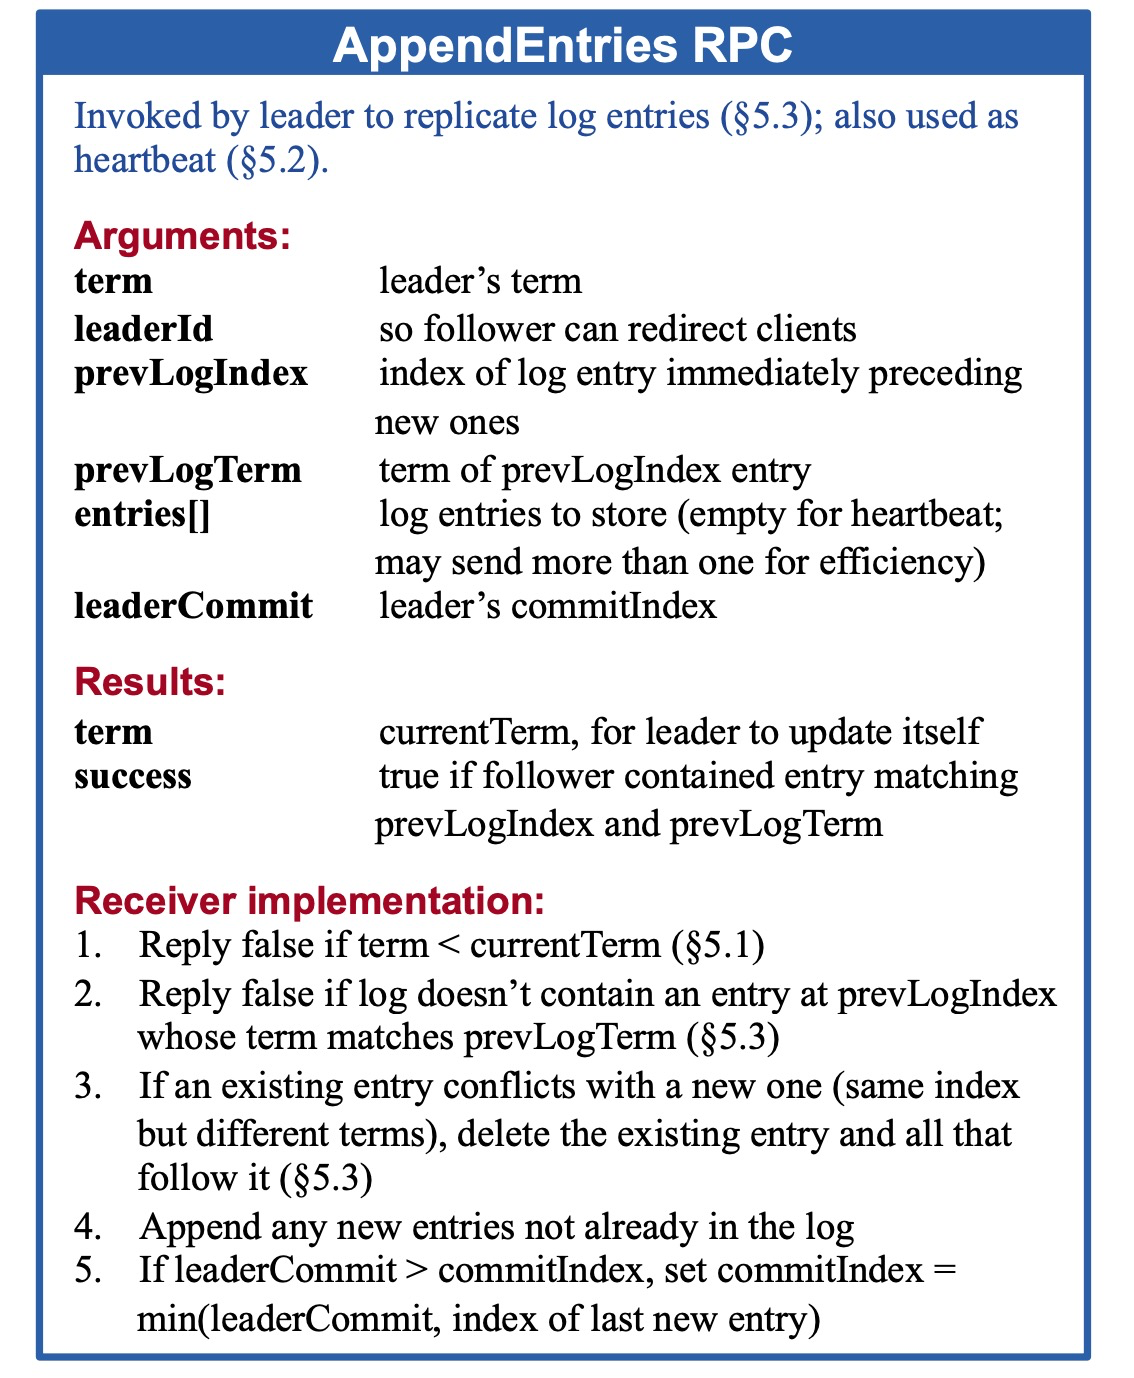 AppendEntries RPC
Invoked by leader to replicate log entries (§5.3); also used as
heartbeat (§5.2).
Arguments:
term leader’s term
leaderId so follower can redirect clients
prevLogIndex index of log entry immediately preceding
new ones
prevLogTerm term of prevLogIndex entry
entries[] log entries to store (empty for heartbeat;
may send more than one for efficiency)
leaderCommit leader’s commitIndex
Results:
term currentTerm, for leader to update itself
success true if follower contained entry matching
prevLogIndex and prevLogTerm
Receiver implementation:
1. Reply false if term < currentTerm (§5.1)
2. Reply false if log doesn’t contain an entry at prevLogIndex
whose term matches prevLogTerm (§5.3)
3. If an existing entry conflicts with a new one (same index
but different terms), delete the existing entry and all that
follow it (§5.3)
4. Append any new entries not already in the log
5. If leaderCommit > commitIndex, set commitIndex =
min(leaderCommit, index of last new entry)